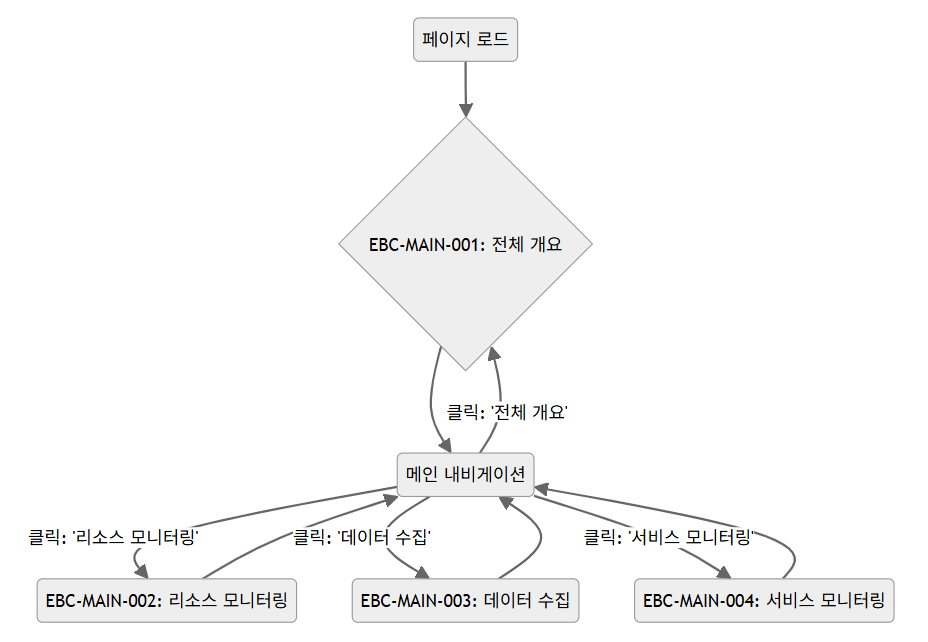 페이지 로드
EBC-MAIN-001: 전체 개요
클릭: '전체 개요'
메인 내비게이션
클릭: '리소스 모니터링'
클릭: '데이터 수집'
클릭: '서비스 모니터링'
EBC-MAIN-002: 리소스 모니터링
EBC-MAIN-003: 데이터 수집
EBC-MAIN-004: 서비스 모니터링